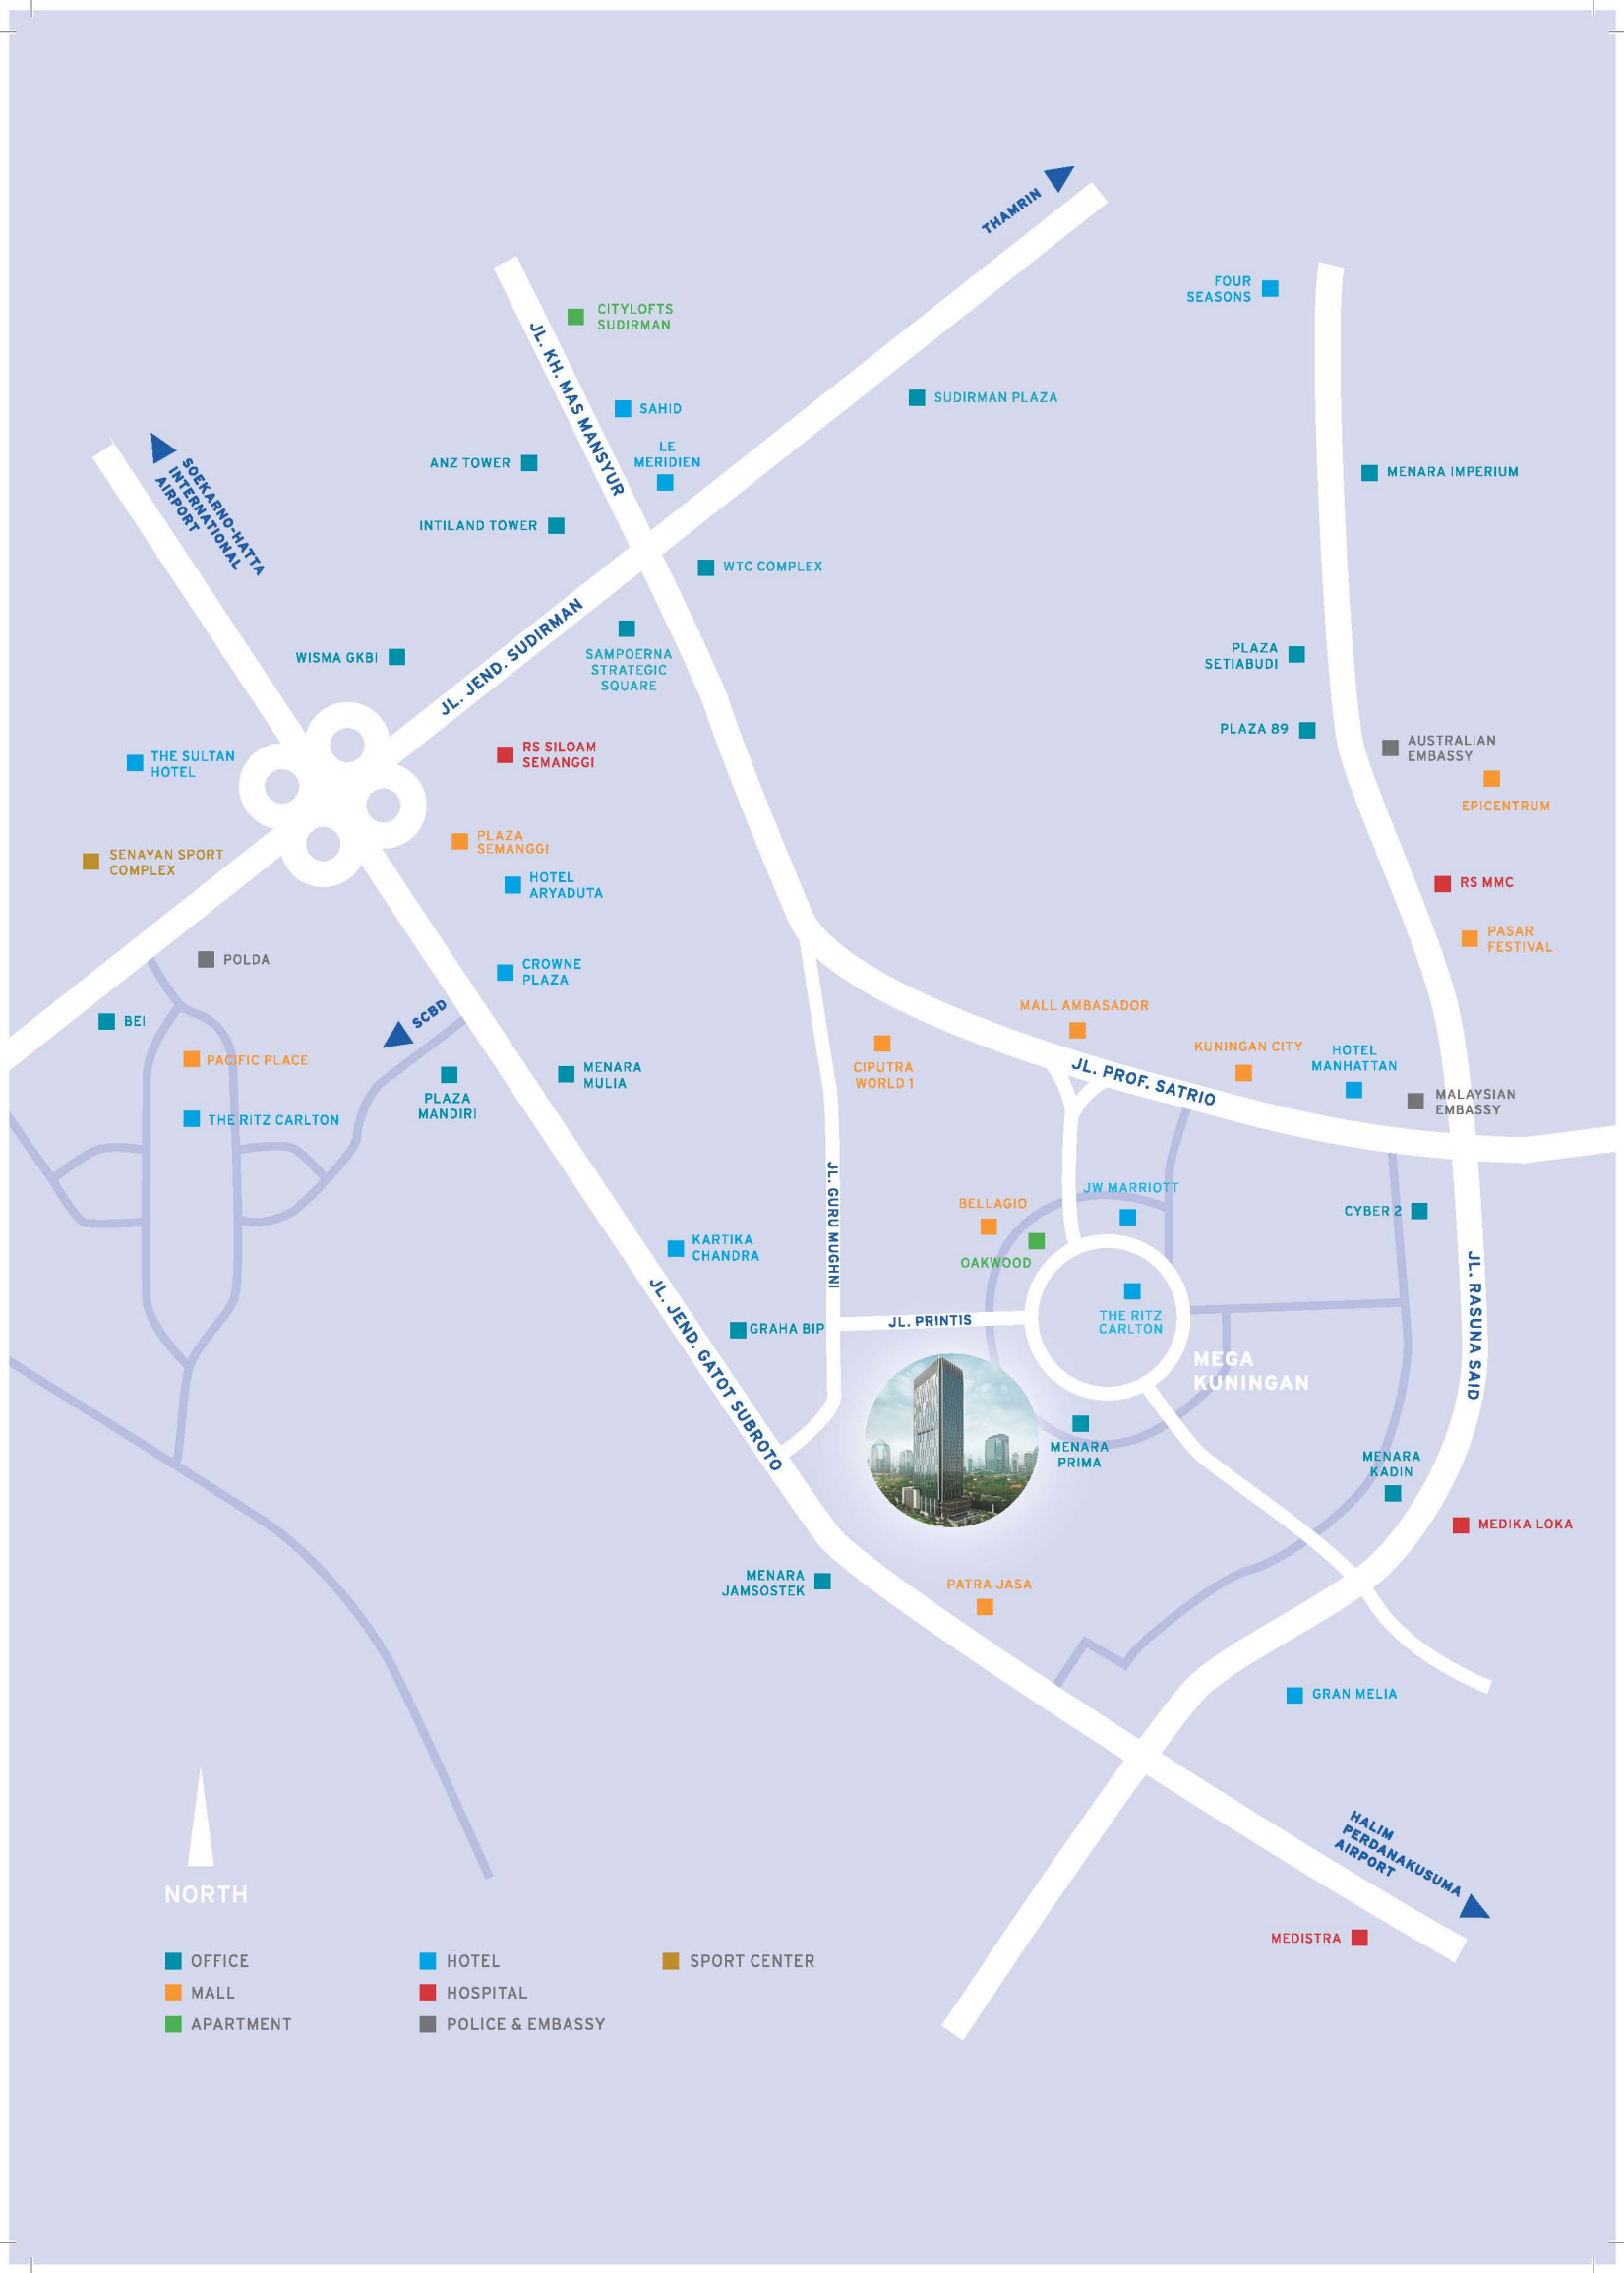 THAMRIN
FOUR
SEASONS
CITYLOFTS
SUDIRMAN
JL. KH. MAS MANSYUR
SUDIRMAN PLAZA
SAHID
LE
MERIDIEN
ANZ TOWER
SOEKARNO-HATTA
INTERNATIONAL
AIRPORT
MENARA IMPERIUM
INTILAND TOWER
WTC COMPLEX
JL. JEND. SUDIRMAN
WISMA GKBI
SAMPOERNA
STRATEGIC
SQUARE
PLAZA
SETIABUDI
PLAZA 89
AUSTRALIAN
EMBASSY
THE SULTAN
HOTEL
RS SILOAM
SEMANGGI
EPICENTRUM
PLAZA
SEMANGGI
SENAYAN SPORT
COMPLEX
HOTEL
ARYADUTA
RS MMC
PASAR
FESTIVAL
POLDA
CROWNE
PLAZA
SCBD
MALL AMBASADOR
BEI
PACIFIC PLACE
KUNINGAN CITY
HOTEL
MANHATTAN
CIPUTRA
WORLD 1
MENARA
MULIA
JL. PROF. SATRIO
PLAZA
MANDIRI
MALAYSIAN
EMBASSY
THE RITZ CARLTON
JL. GURU MUGHNI
JW MARRIOTT
BELLAGIO
CYBER 2
OAKWOOD
KARTIKA
CHANDRA
JL. RASUNA SAID
JL. JEND. GATOT SUBROTO
GRAHA BIP
JL. PRINTIS
THE RITZ
CARLTON
MEGA
KUNINGAN
MENARA
PRIMA
MENARA
KADIN
MEDIKA LOKA
MENARA
JAMSOSTEK
PATRA JASA
GRAN MELIA
HALIM
PERDANAKUSUMA
AIRPORT
NORTH
MEDISTRA
OFFICE
HOTEL
SPORT CENTER
MALL
HOSPITAL
APARTMENT
POLICE & EMBASSY